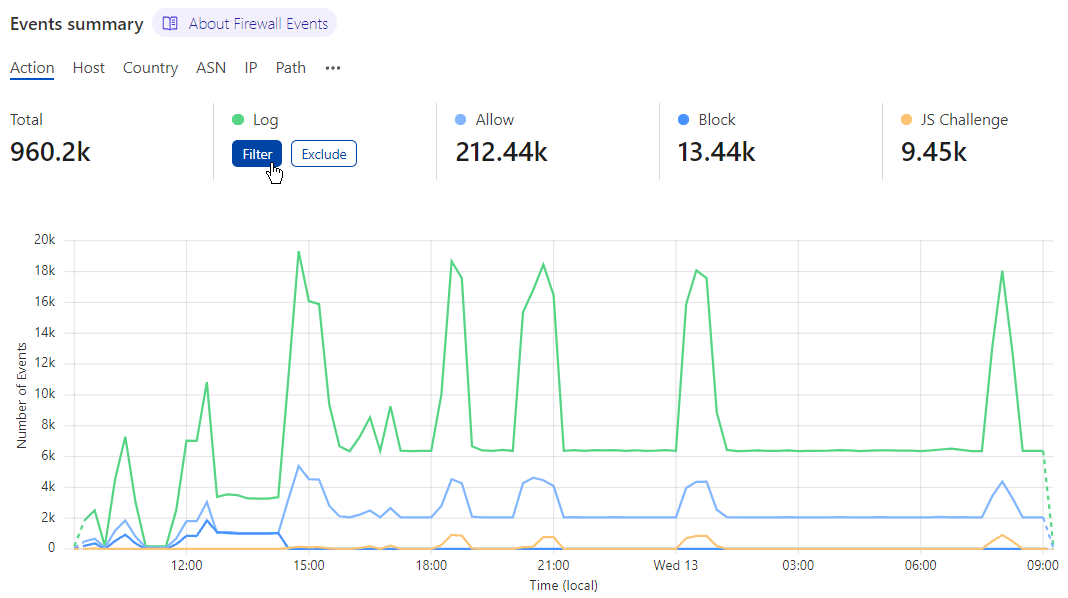 Events summary About Firewall Events
Action Host Country ASN IP Path •••
Total Log Allow Block JS Challenge
960.2k Filter Exclude 212.44k 13.44k 9.45k
20k
18k
16k
14k
12k
10k
8k
6k
4k
2k
0
Number of Events
12:00 15:00 18:00 21:00 Wed 13 03:00 06:00 09:00
Time (local)